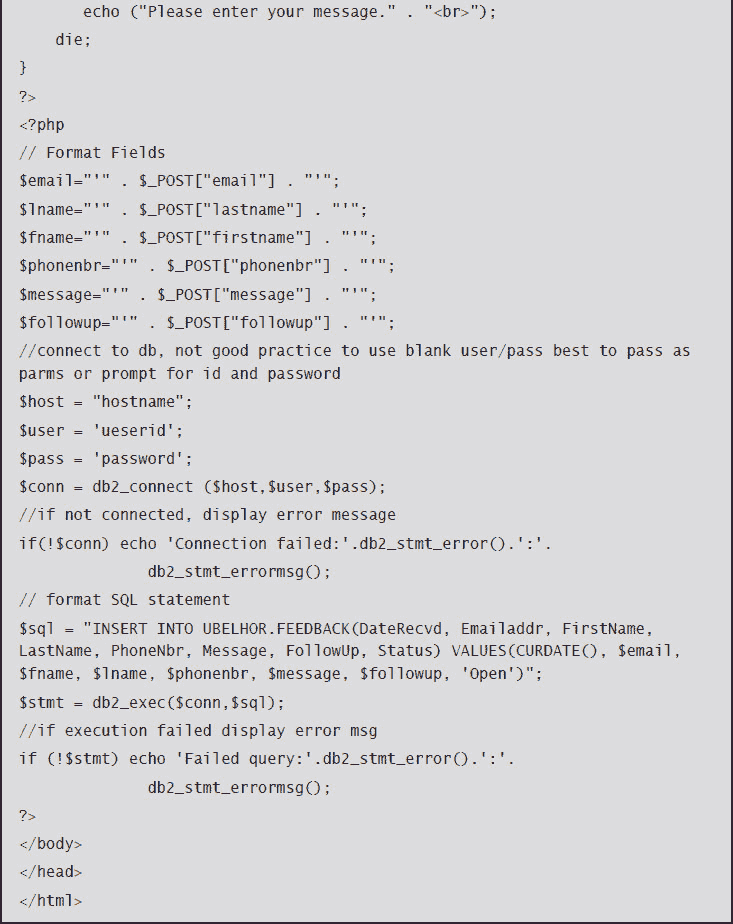 echo ("Please enter your message." . "<br>");
die;
}
?>
<?php
// Format Fields
$email="'" . $_POST["email"] . "'";
$lname="'" . $_POST["lastname"] . "'";
$fname="'" . $_POST["firstname"] . "'";
$phonenbr="'" . $_POST["phonenbr"] . "'";
$message="'" . $_POST["message"] . "'";
$followup="'" . $_POST["followup"] . "'";
//connect to db, not good practice to use blank user/pass best to pass as
parms or prompt for id and password
$host = "hostname";
$user = 'ueserid';
$pass = 'password';
$conn = db2_connect ($host,$user,$pass);
//if not connected, display error message
if(!$conn) echo 'Connection failed:'.db2_stmt_error().':'.
db2_stmt_errormsg();
// format SQL statement
$sql = "INSERT INTO UBELHOR.FEEDBACK(DateRecvd, Emailaddr, FirstName,
LastName, PhoneNbr, Message, FollowUp, Status) VALUES(CURDATE(), $email,
$fname, $lname, $phonenbr, $message, $followup, 'Open')";
$stmt = db2_exec($conn,$sql);
//if execution failed display error msg
if (!$stmt) echo 'Failed query:'.db2_stmt_error().':'.
db2_stmt_errormsg();
?>
</body>
</head>
</html>